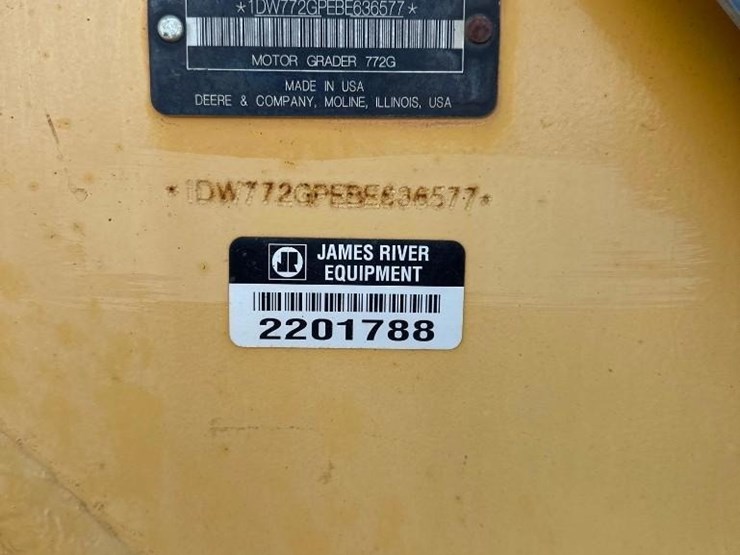 *1DW772GPEBE636577*
MOTOR GRADER 772G
MADE IN USA
DEERE & COMPANY, MOLINE, ILLINOIS, USA
*1DW772GPEBE636577*
JR JAMES RIVER
EQUIPMENT
2201788